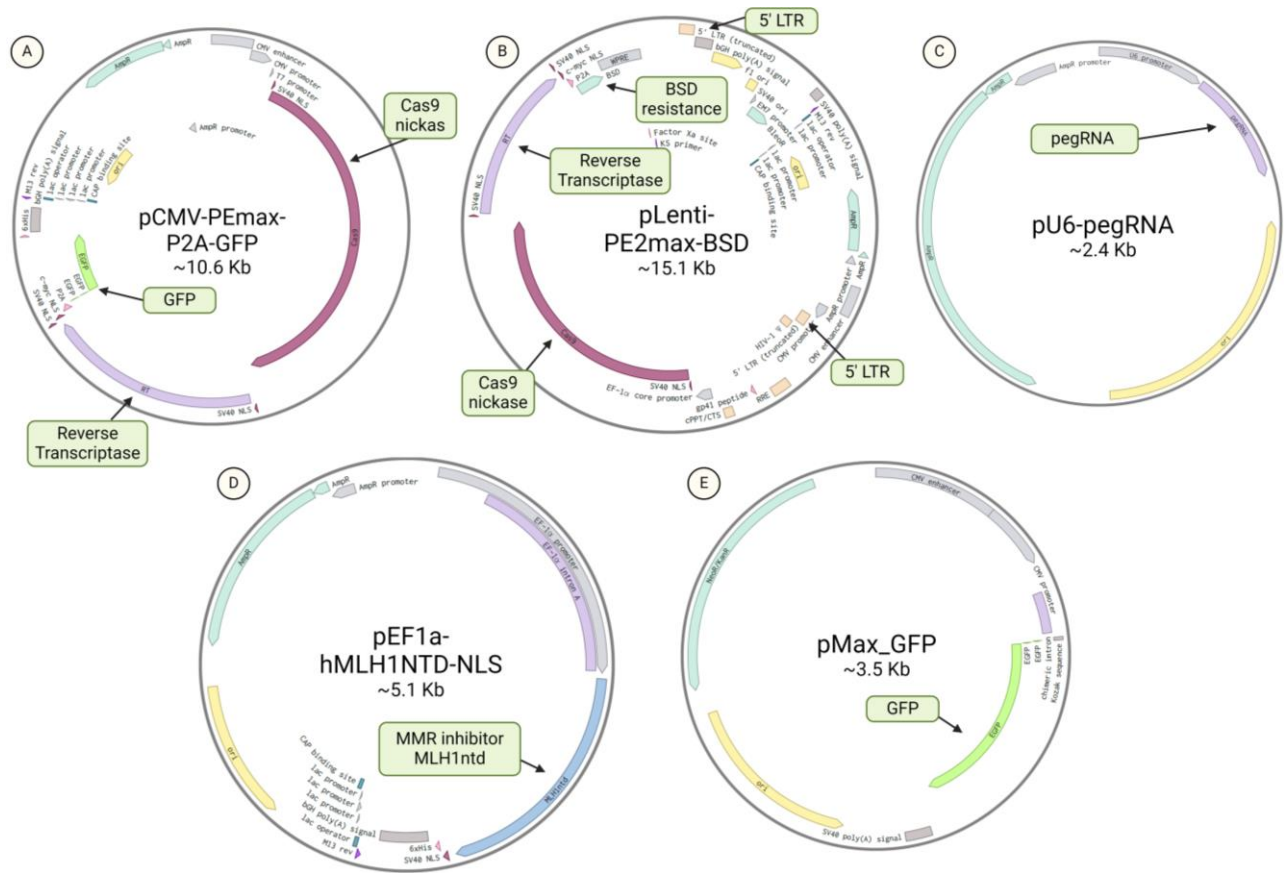 A
AmpR
AmpR
CMV enhancer
CMV promoter
T7 promoter
SV40 NLS
AmpR promoter
Cas9
nickas
Cas9
M13 rev
lac operator
lac promoter
lac promoter
CAP binding site
ori
bGH poly(A) signal
6xHis
pCMV-PEmax-
P2A-GFP
~10.6 Kb
EGFP
EGFP
EGFP
GFP
P2A
c-myc NLS
SV40 NLS
RT
SV40 NLS
Reverse
Transcriptase
B
5' LTR
5' LTR (truncated)
bGH poly(A) signal
f1 ori
SV40 ori
EM7 promoter
BleoR
SV40 poly(A) signal
M13 rev
lac operator
lac promoter
lac promoter
CAP binding site
ori
SV40 NLS
c-myc NLS
P2A
WPRE
BSD
BSD
resistance
Factor Xa site
KS primer
RT
Reverse
Transcriptase
SV40 NLS
pLenti-
PE2max-BSD
~15.1 Kb
AmpR
AmpR
AmpR promoter
CMV enhancer
CMV promoter
5' LTR (truncated)
HIV-1 Ψ
5' LTR
Cas9
Cas9
nickase
SV40 NLS
EF-1α core promoter
gp41 peptide
cPPT/CTS
RRE
C
AmpR
AmpR promoter
U6 promoter
pegRNA
pegRNA
AmpR
pU6-pegRNA
~2.4 Kb
ori
D
AmpR
AmpR promoter
AmpR
EF-1α promoter
EF-1α intron A
pEF1a-
hMLH1NTD-NLS
~5.1 Kb
MMR inhibitor
MLH1ntd
MLH1ntd
ori
CAP binding site
lac promoter
lac promoter
bGH poly(A) signal
lac operator
M13 rev
6xHis
SV40 NLS
E
CMV enhancer
CMV promoter
NeoR/KanR
chimeric intron
Kozak sequence
EGFP
EGFP
pMax_GFP
~3.5 Kb
GFP
EGFP
ori
SV40 poly(A) signal